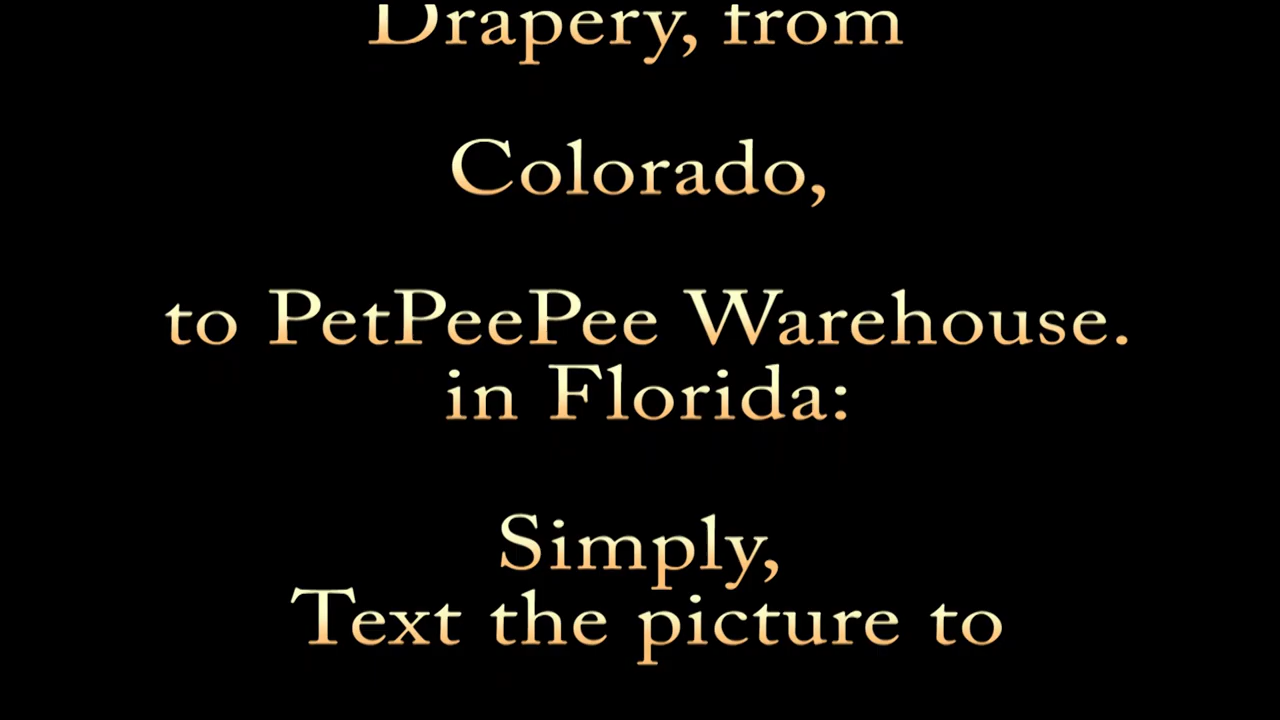 Drapery, from
Colorado,
to PetPeePee Warehouse.
in Florida:
Simply,
Text the picture to